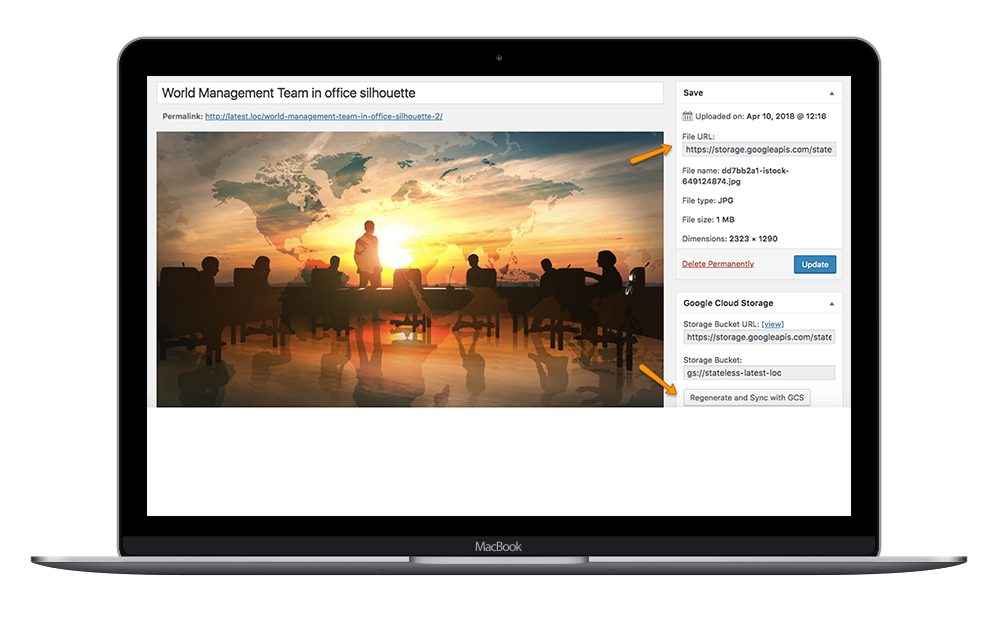 World Management Team in office silhouette
Permalink: http://latest.loc/world-management-team-in-office-silhouette-2/
Save
Uploaded on: Apr 10, 2018 @ 12:16
File URL:
https://storage.googleapis.com/state
File name: dd7bb2a1-istock-
649124874.jpg
File type: JPG
File size: 1 MB
Dimensions: 2323 × 1290
Delete Permanently
Update
Google Cloud Storage
Storage Bucket URL: [view]
https://storage.googleapis.com/state
Storage Bucket:
gs://stateless-latest-loc
Regenerate and Sync with GCS
MacBook